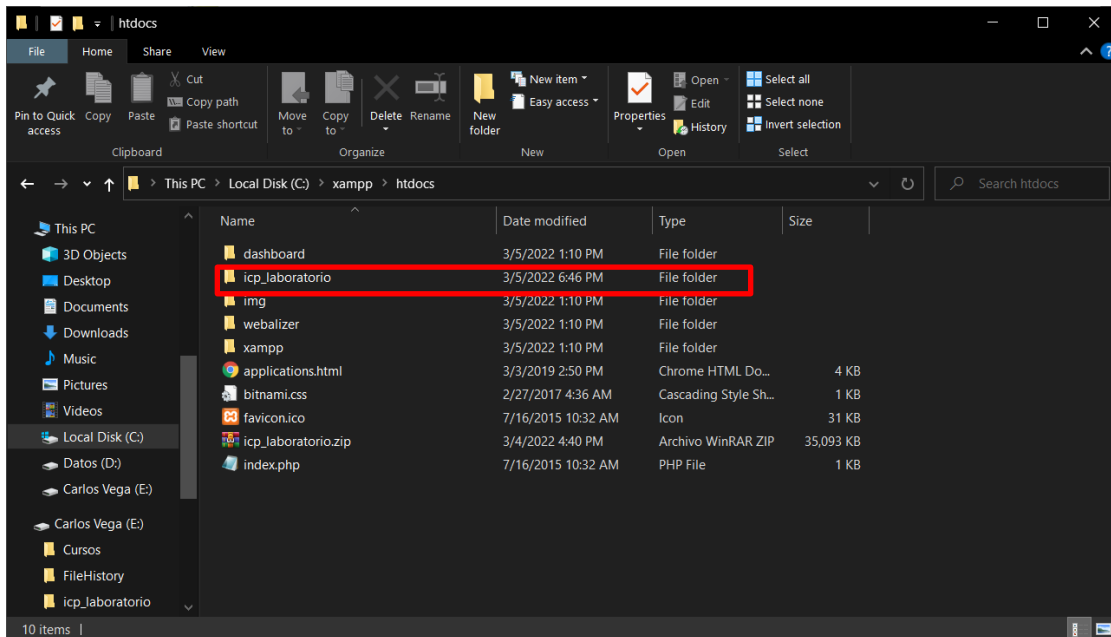 htdocs
File Home Share View
Pin to Quick access
Copy
Paste
Cut
Copy path
Paste shortcut
Clipboard
Move to
Copy to
Delete
Rename
Organize
New folder
New item
Easy access
New
Properties
Open
Edit
History
Open
Select all
Select none
Invert selection
Select
This PC > Local Disk (C:) > xampp > htdocs
Search htdocs
This PC
3D Objects
Desktop
Documents
Downloads
Music
Pictures
Videos
Local Disk (C:)
Datos (D:)
Carlos Vega (E:)
Carlos Vega (E:)
Cursos
FileHistory
icp_laboratorio
Name Date modified Type Size
dashboard 3/5/2022 1:10 PM File folder
icp_laboratorio 3/5/2022 6:46 PM File folder
img 3/5/2022 1:10 PM File folder
webalizer 3/5/2022 1:10 PM File folder
xampp 3/5/2022 1:10 PM File folder
applications.html 3/3/2019 2:50 PM Chrome HTML Do... 4 KB
bitnami.css 2/27/2017 4:36 AM Cascading Style Sh... 1 KB
favicon.ico 7/16/2015 10:32 AM Icon 31 KB
icp_laboratorio.zip 3/4/2022 4:40 PM Archivo WinRAR ZIP 35,093 KB
index.php 7/16/2015 10:32 AM PHP File 1 KB
10 items